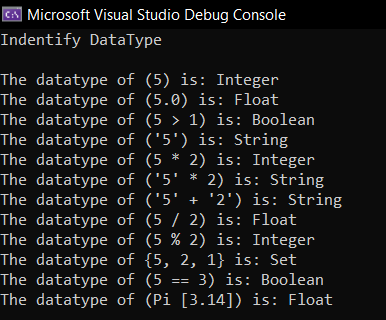 C:\ Microsoft Visual Studio Debug Console
Indentify DataType
The datatype of (5) is: Integer
The datatype of (5.0) is: Float
The datatype of (5 > 1) is: Boolean
The datatype of ('5') is: String
The datatype of (5 * 2) is: Integer
The datatype of ('5' * 2) is: String
The datatype of ('5' + '2') is: String
The datatype of (5 / 2) is: Float
The datatype of (5 % 2) is: Integer
The datatype of {5, 2, 1} is: Set
The datatype of (5 == 3) is: Boolean
The datatype of (Pi [3.14]) is: Float